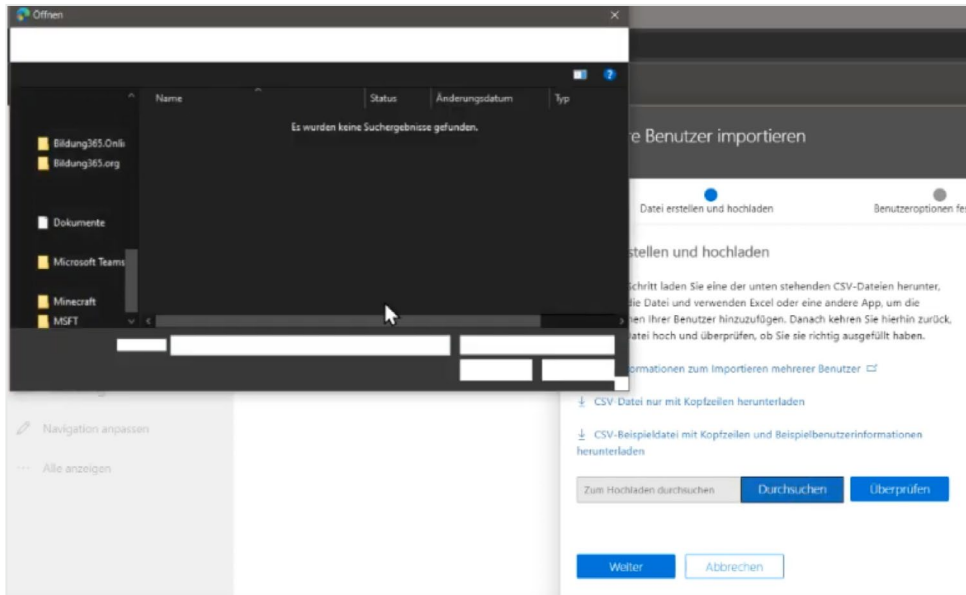 Öffnen
Name
Status
Änderungsdatum
Typ
Es wurden keine Suchergebnisse gefunden.
Bildung365.Onli
Bildung365.org
Dokumente
Microsoft Teams
Minecraft
MSFT
Navigation anpassen
Alle anzeigen
re Benutzer importieren
Datei erstellen und hochladen
Benutzeroptionen fes
stellen und hochladen
Schritt laden Sie eine der unten stehenden CSV-Dateien herunter,
die Datei und verwenden Excel oder eine andere App, um die
nen Ihrer Benutzer hinzuzufügen. Danach kehren Sie hierhin zurück,
atei hoch und überprüfen, ob Sie sie richtig ausgefüllt haben.
ormationen zum Importieren mehrerer Benutzer
CSV-Datei nur mit Kopfzeilen herunterladen
CSV-Beispieldatei mit Kopfzeilen und Beispielbenutzerinformationen
herunterladen
Zum Hochladen durchsuchen
Durchsuchen
Überprüfen
Weiter
Abbrechen